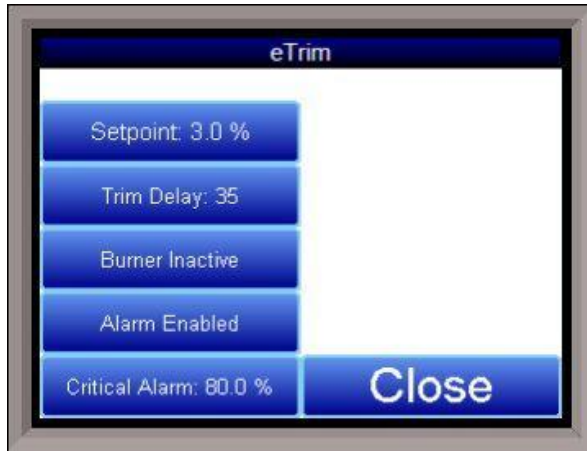 eTrim
Setpoint: 3.0 %
Trim Delay: 35
Burner Inactive
Alarm Enabled
Critical Alarm: 80.0 %
Close